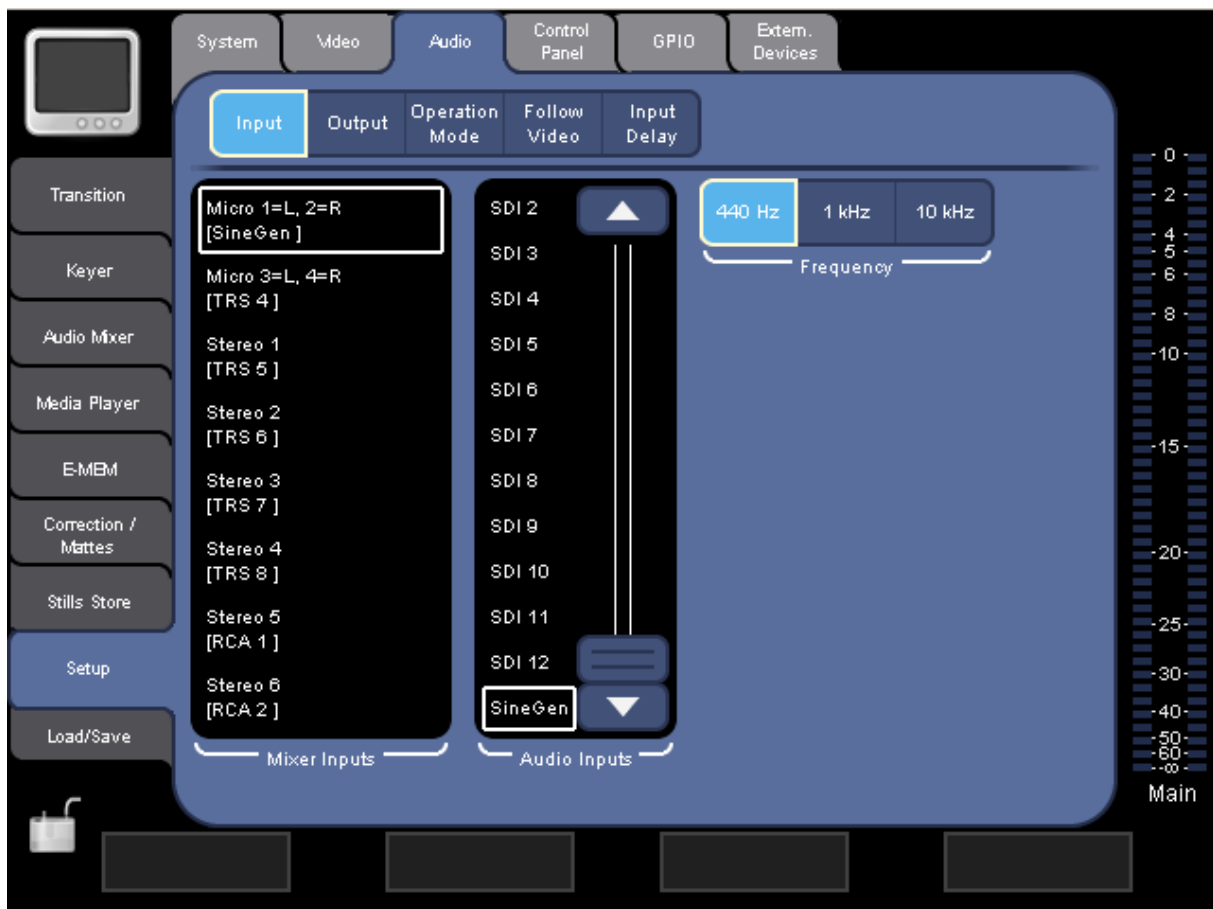 System
Video
Audio
Control
Panel
GPIO
Extern.
Devices
Input
Output
Operation
Mode
Follow
Video
Input
Delay
Transition
Keyer
Audio Mixer
Media Player
E-MEM
Correction /
Mattes
Stills Store
Setup
Load/Save
Micro 1=L, 2=R
[SineGen ]
Micro 3=L, 4=R
[TRS 4 ]
Stereo 1
[TRS 5 ]
Stereo 2
[TRS 6 ]
Stereo 3
[TRS 7 ]
Stereo 4
[TRS 8 ]
Stereo 5
[RCA 1 ]
Stereo 6
[RCA 2 ]
Mixer Inputs
SDI 2
SDI 3
SDI 4
SDI 5
SDI 6
SDI 7
SDI 8
SDI 9
SDI 10
SDI 11
SDI 12
SineGen
Audio Inputs
440 Hz
1 kHz
10 kHz
Frequency
- 0 -
- 2 -
- 4 -
- 5 -
- 6 -
- 8 -
-10-
-15-
-20-
-25-
-30-
-40-
-50-
-60-
-∞-
Main